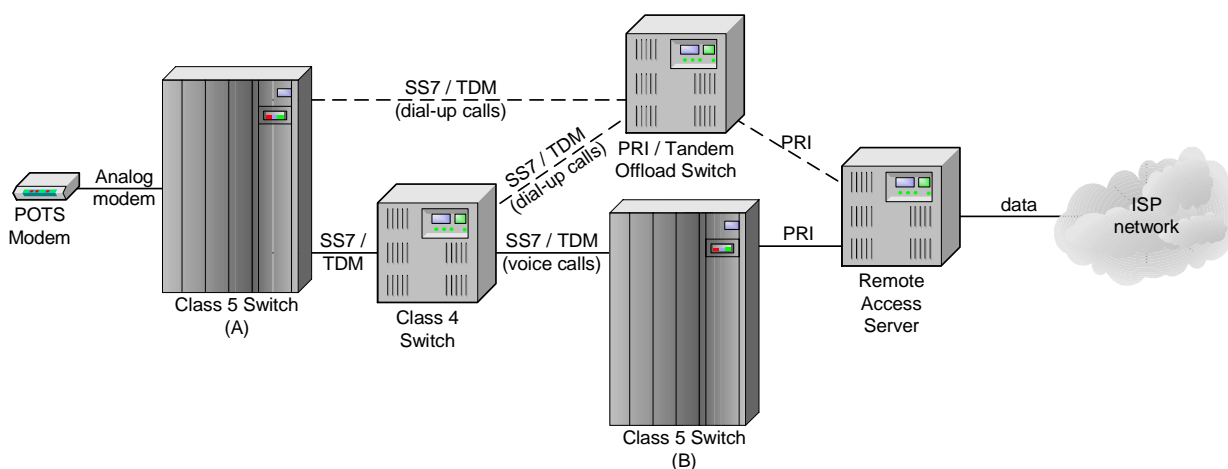 SS7 / TDM
(dial-up calls)
SS7 / TDM
(dial-up calls)
PRI / Tandem
Offload Switch
PRI
Analog
modem
POTS
Modem
SS7 /
TDM
SS7 / TDM
(voice calls)
PRI
data
ISP
network
Class 5 Switch
(A)
Class 4
Switch
Remote
Access
Server
Class 5 Switch
(B)